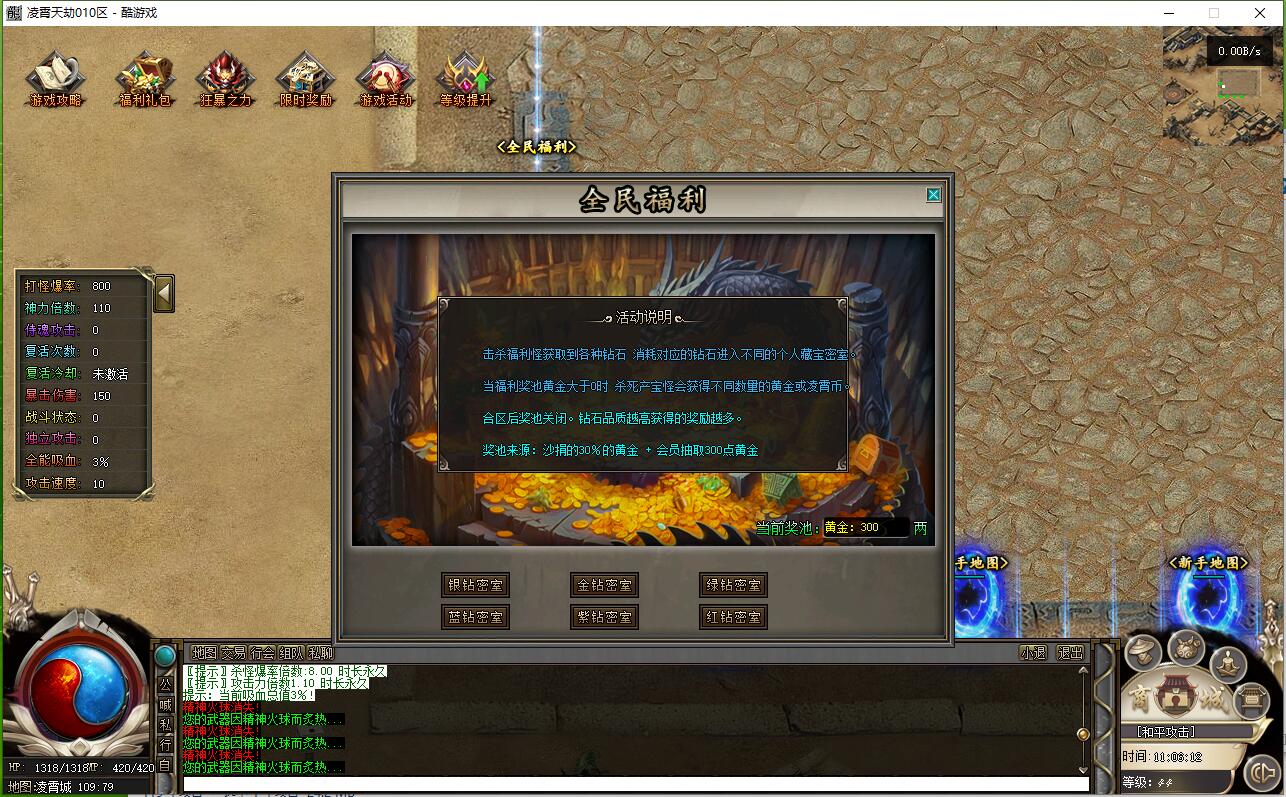 凌霄天劫010区 - 酷游戏
0.00B/s
游戏攻略
福利礼包
狂暴之力
限时奖励
游戏活动
等级提升
<全民福利>
全民福利
打怪爆率: 800
神力倍数: 110
侍魂攻击: 0
复活次数: 0
复活冷却: 未激活
暴击伤害: 150
战斗状态: 0
独立攻击: 0
全能吸血: 3%
攻击速度: 10
活动说明
击杀福利怪获取到各种钻石 消耗对应的钻石进入不同的个人藏宝密室。
当福利奖池黄金大于0时 杀死产宝怪会获得不同数量的黄金或凌霄币。
合区后奖池关闭。钻石品质越高获得的奖励越多。
奖池来源：沙捐的30%的黄金 + 会员抽取300点黄金
当前奖池: 黄金: 300 两
银钻密室
金钻密室
绿钻密室
蓝钻密室
紫钻密室
红钻密室
手地图>
<新手地图>
地图 交易 行会 组队 私聊
小退 退出
〖提示〗杀怪爆率倍数:8.00 时长永久
〖提示〗攻击力倍数1.10 时长永久
提示: 当前吸血总值3%!
精神火球消失!
您的武器因精神火球而炙热...
精神火球消失!
您的武器因精神火球而炙热...
精神火球消失!
您的武器因精神火球而炙热...
公
喊
私
行
自
商城
[和平攻击]
时间: 11:06:12
等级:
HP: 1318/1318 MP: 420/420
地图:凌霄城 109:79